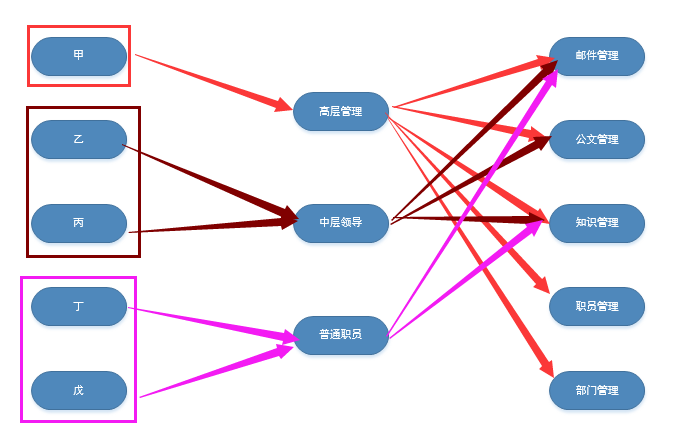 甲
乙
丙
丁
戊
高层管理
中层领导
普通职员
邮件管理
公文管理
知识管理
职员管理
部门管理